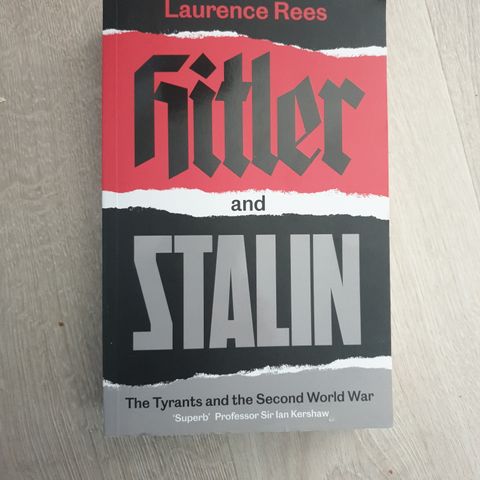 Laurence Rees
Hitler
and
STALIN
The Tyrants and the Second World War
'Superb' Professor Sir Ian Kershaw